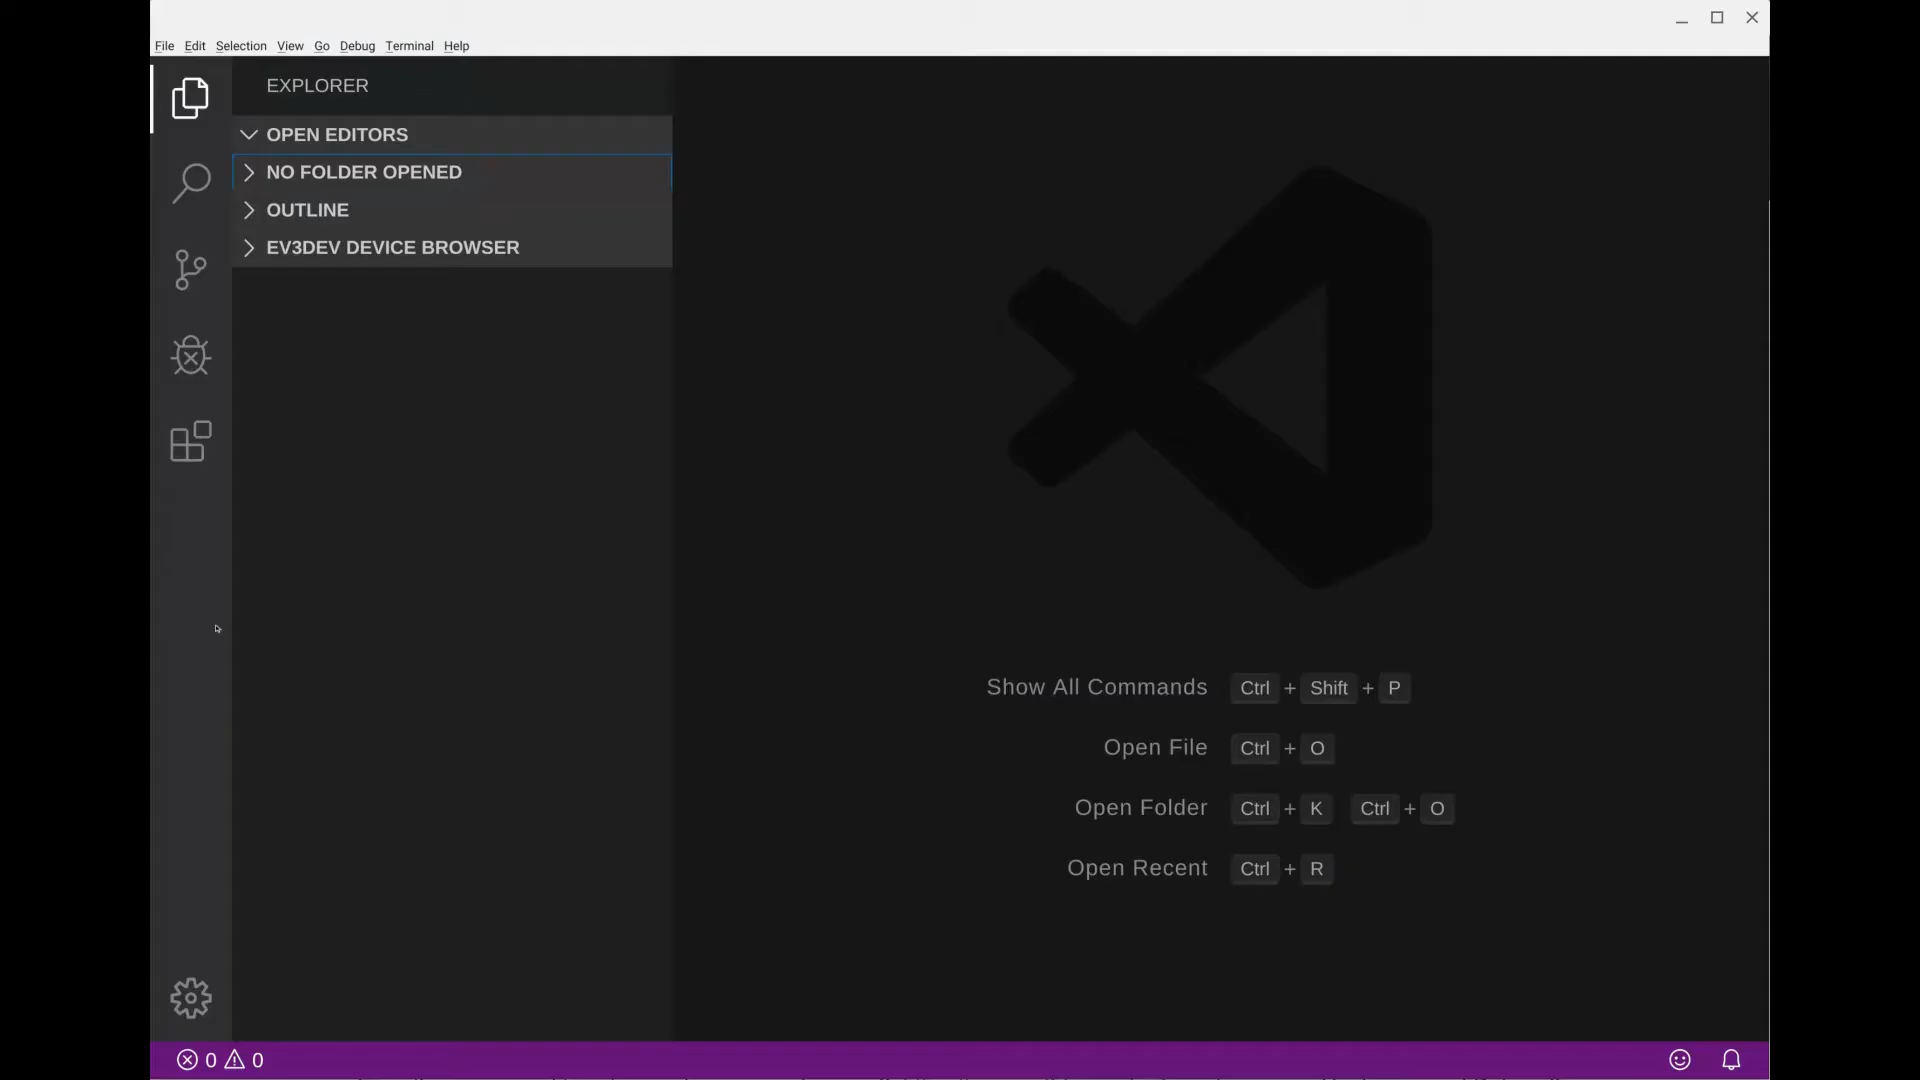 File Edit Selection View Go Debug Terminal Help
EXPLORER
OPEN EDITORS
NO FOLDER OPENED
OUTLINE
EV3DEV DEVICE BROWSER
Show All Commands Ctrl + Shift + P
Open File Ctrl + O
Open Folder Ctrl + K Ctrl + O
Open Recent Ctrl + R
0 0